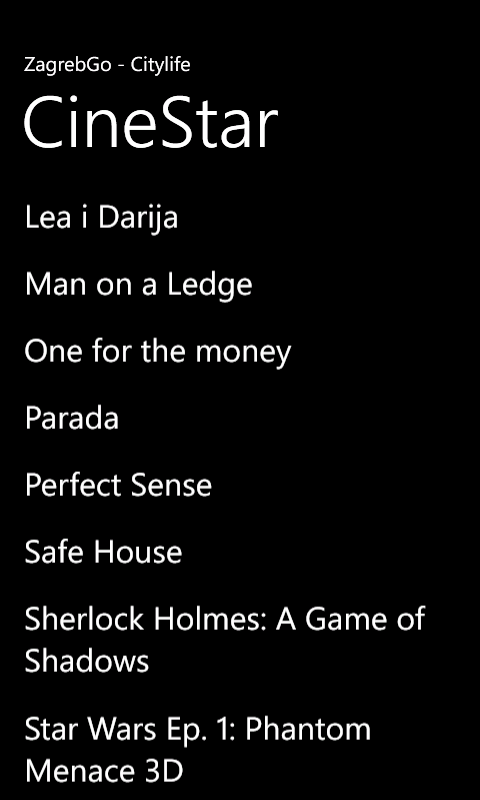 ZagrebGo - Citylife
CineStar
Lea i Darija
Man on a Ledge
One for the money
Parada
Perfect Sense
Safe House
Sherlock Holmes: A Game of
Shadows
Star Wars Ep. 1: Phantom
Menace 3D